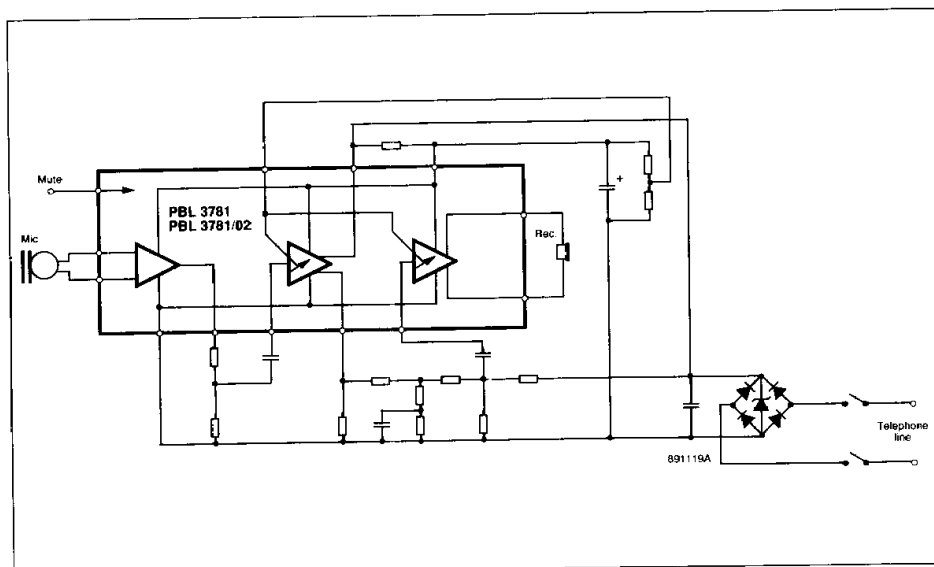 Mute
PBL 3781
PBL 3781/02
Mic
Rec.
+
Telephone
line
891119A